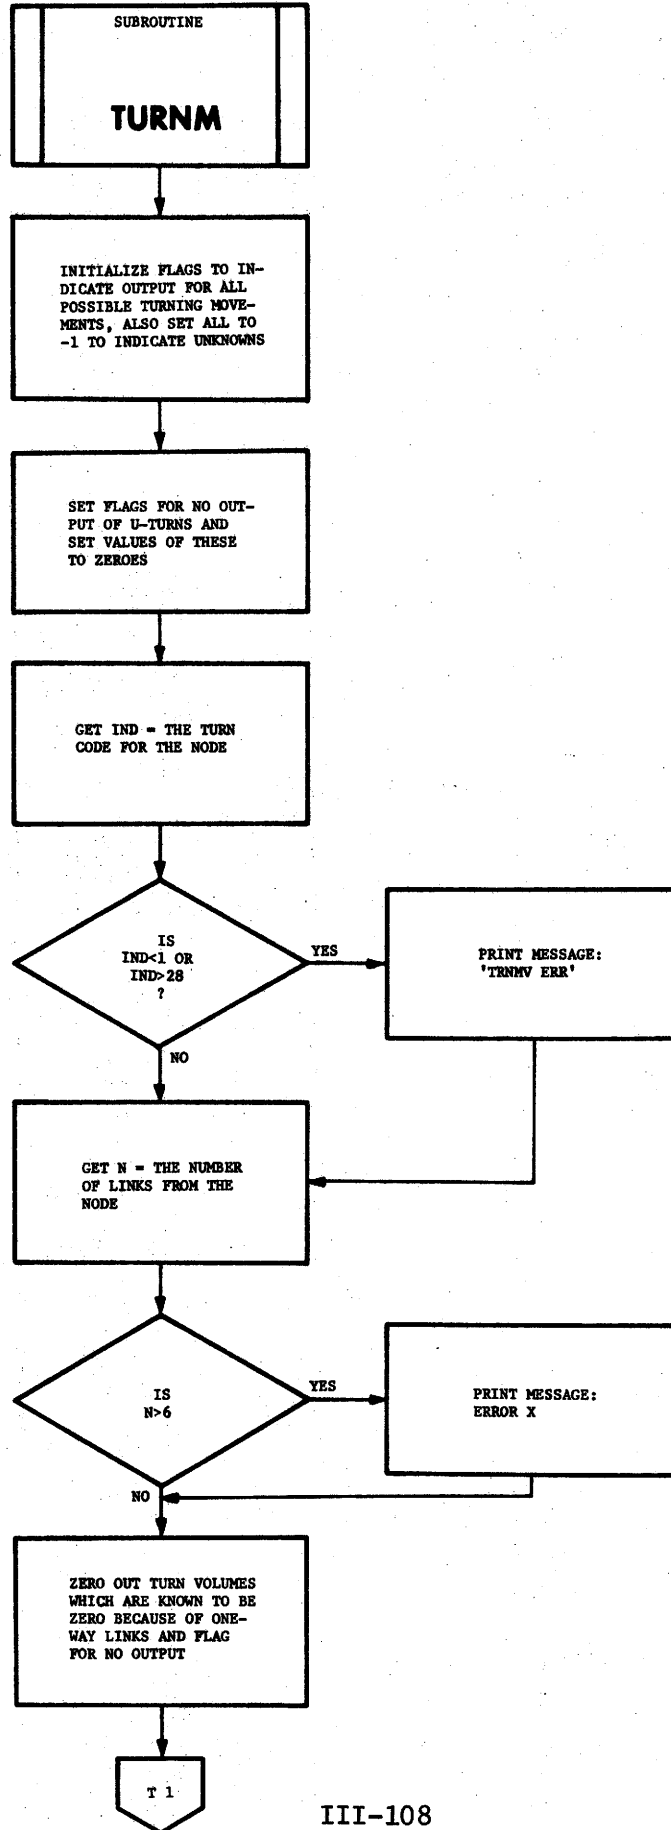 SUBROUTINE
TURNM
INITIALIZE FLAGS TO IN-
DICATE OUTPUT FOR ALL
POSSIBLE TURNING MOVE-
MENTS, ALSO SET ALL TO
-1 TO INDICATE UNKNOWNS
SET FLAGS FOR NO OUT-
PUT OF U-TURNS AND
SET VALUES OF THESE
TO ZEROES
GET IND = THE TURN
CODE FOR THE NODE
IS
IND<1 OR
IND>28
?
YES
PRINT MESSAGE:
'TRNMV ERR'
NO
GET N = THE NUMBER
OF LINKS FROM THE
NODE
IS
N>6
YES
PRINT MESSAGE:
ERROR X
NO
ZERO OUT TURN VOLUMES
WHICH ARE KNOWN TO BE
ZERO BECAUSE OF ONE-
WAY LINKS AND FLAG
FOR NO OUTPUT
T 1
III-108